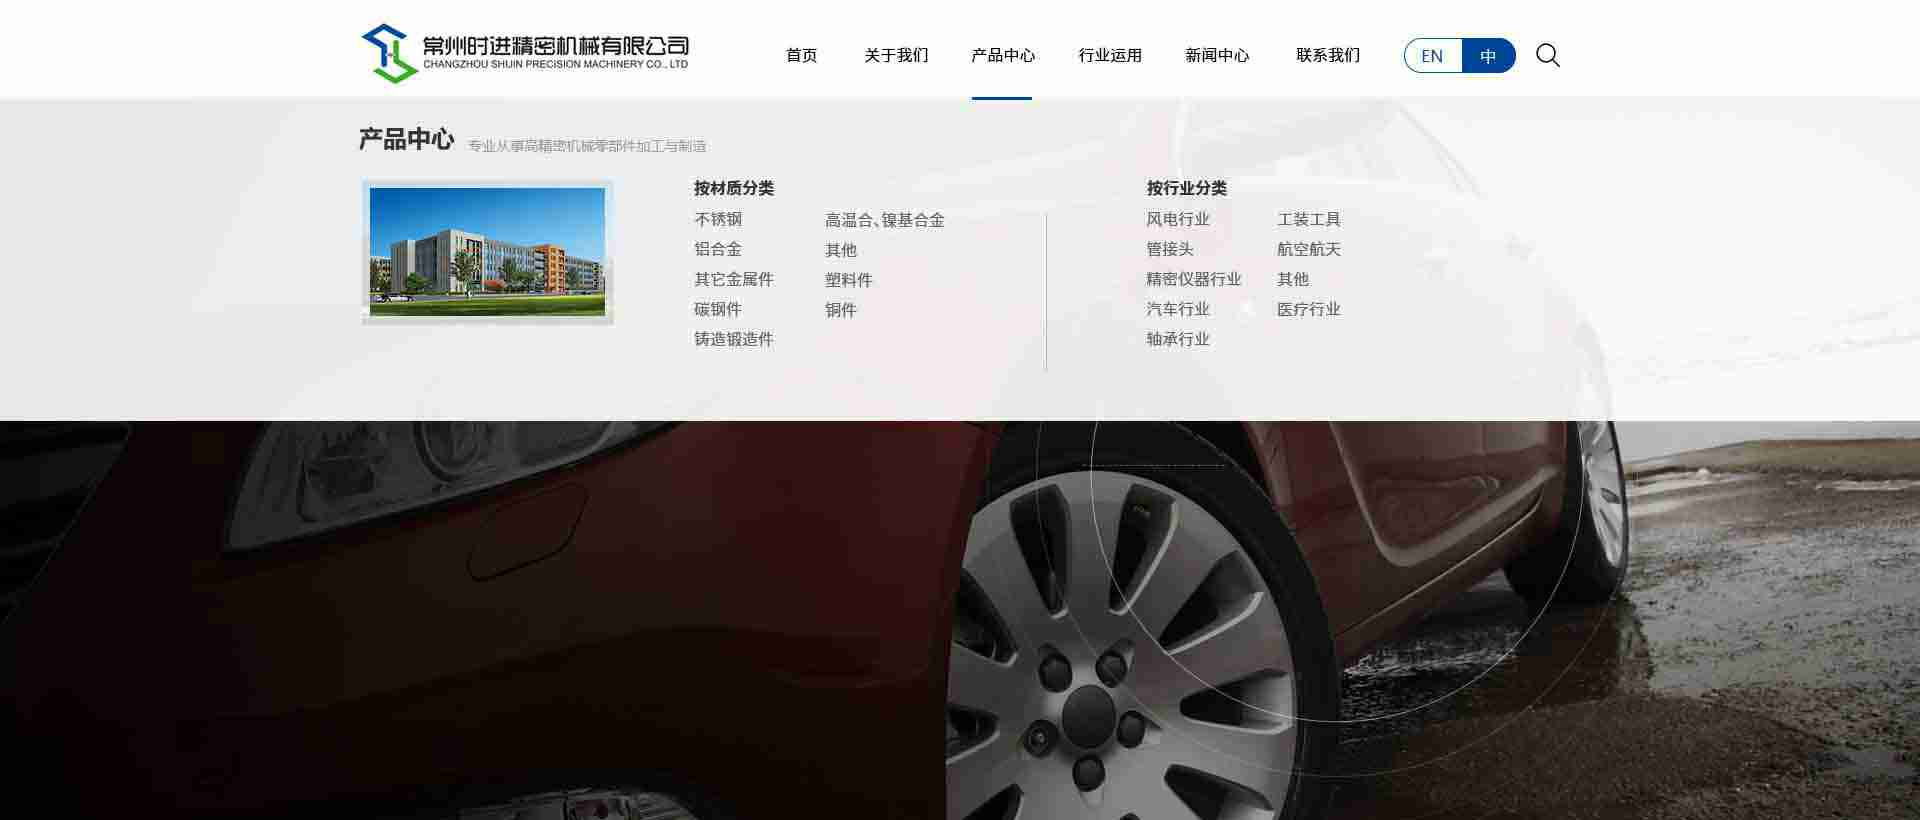 常州时进精密机械有限公司
CHANGZHOU SHIJIN PRECISION MACHINERY CO., LTD
首页 关于我们 产品中心 行业运用 新闻中心 联系我们 EN 中
产品中心 专业从事高精密机械零部件加工与制造
按材质分类
不锈钢 高温合、镍基合金
铝合金 其他
其它金属件 塑料件
碳钢件 铜件
铸造锻造件
按行业分类
风电行业 工装工具
管接头 航空航天
精密仪器行业 其他
汽车行业 医疗行业
轴承行业